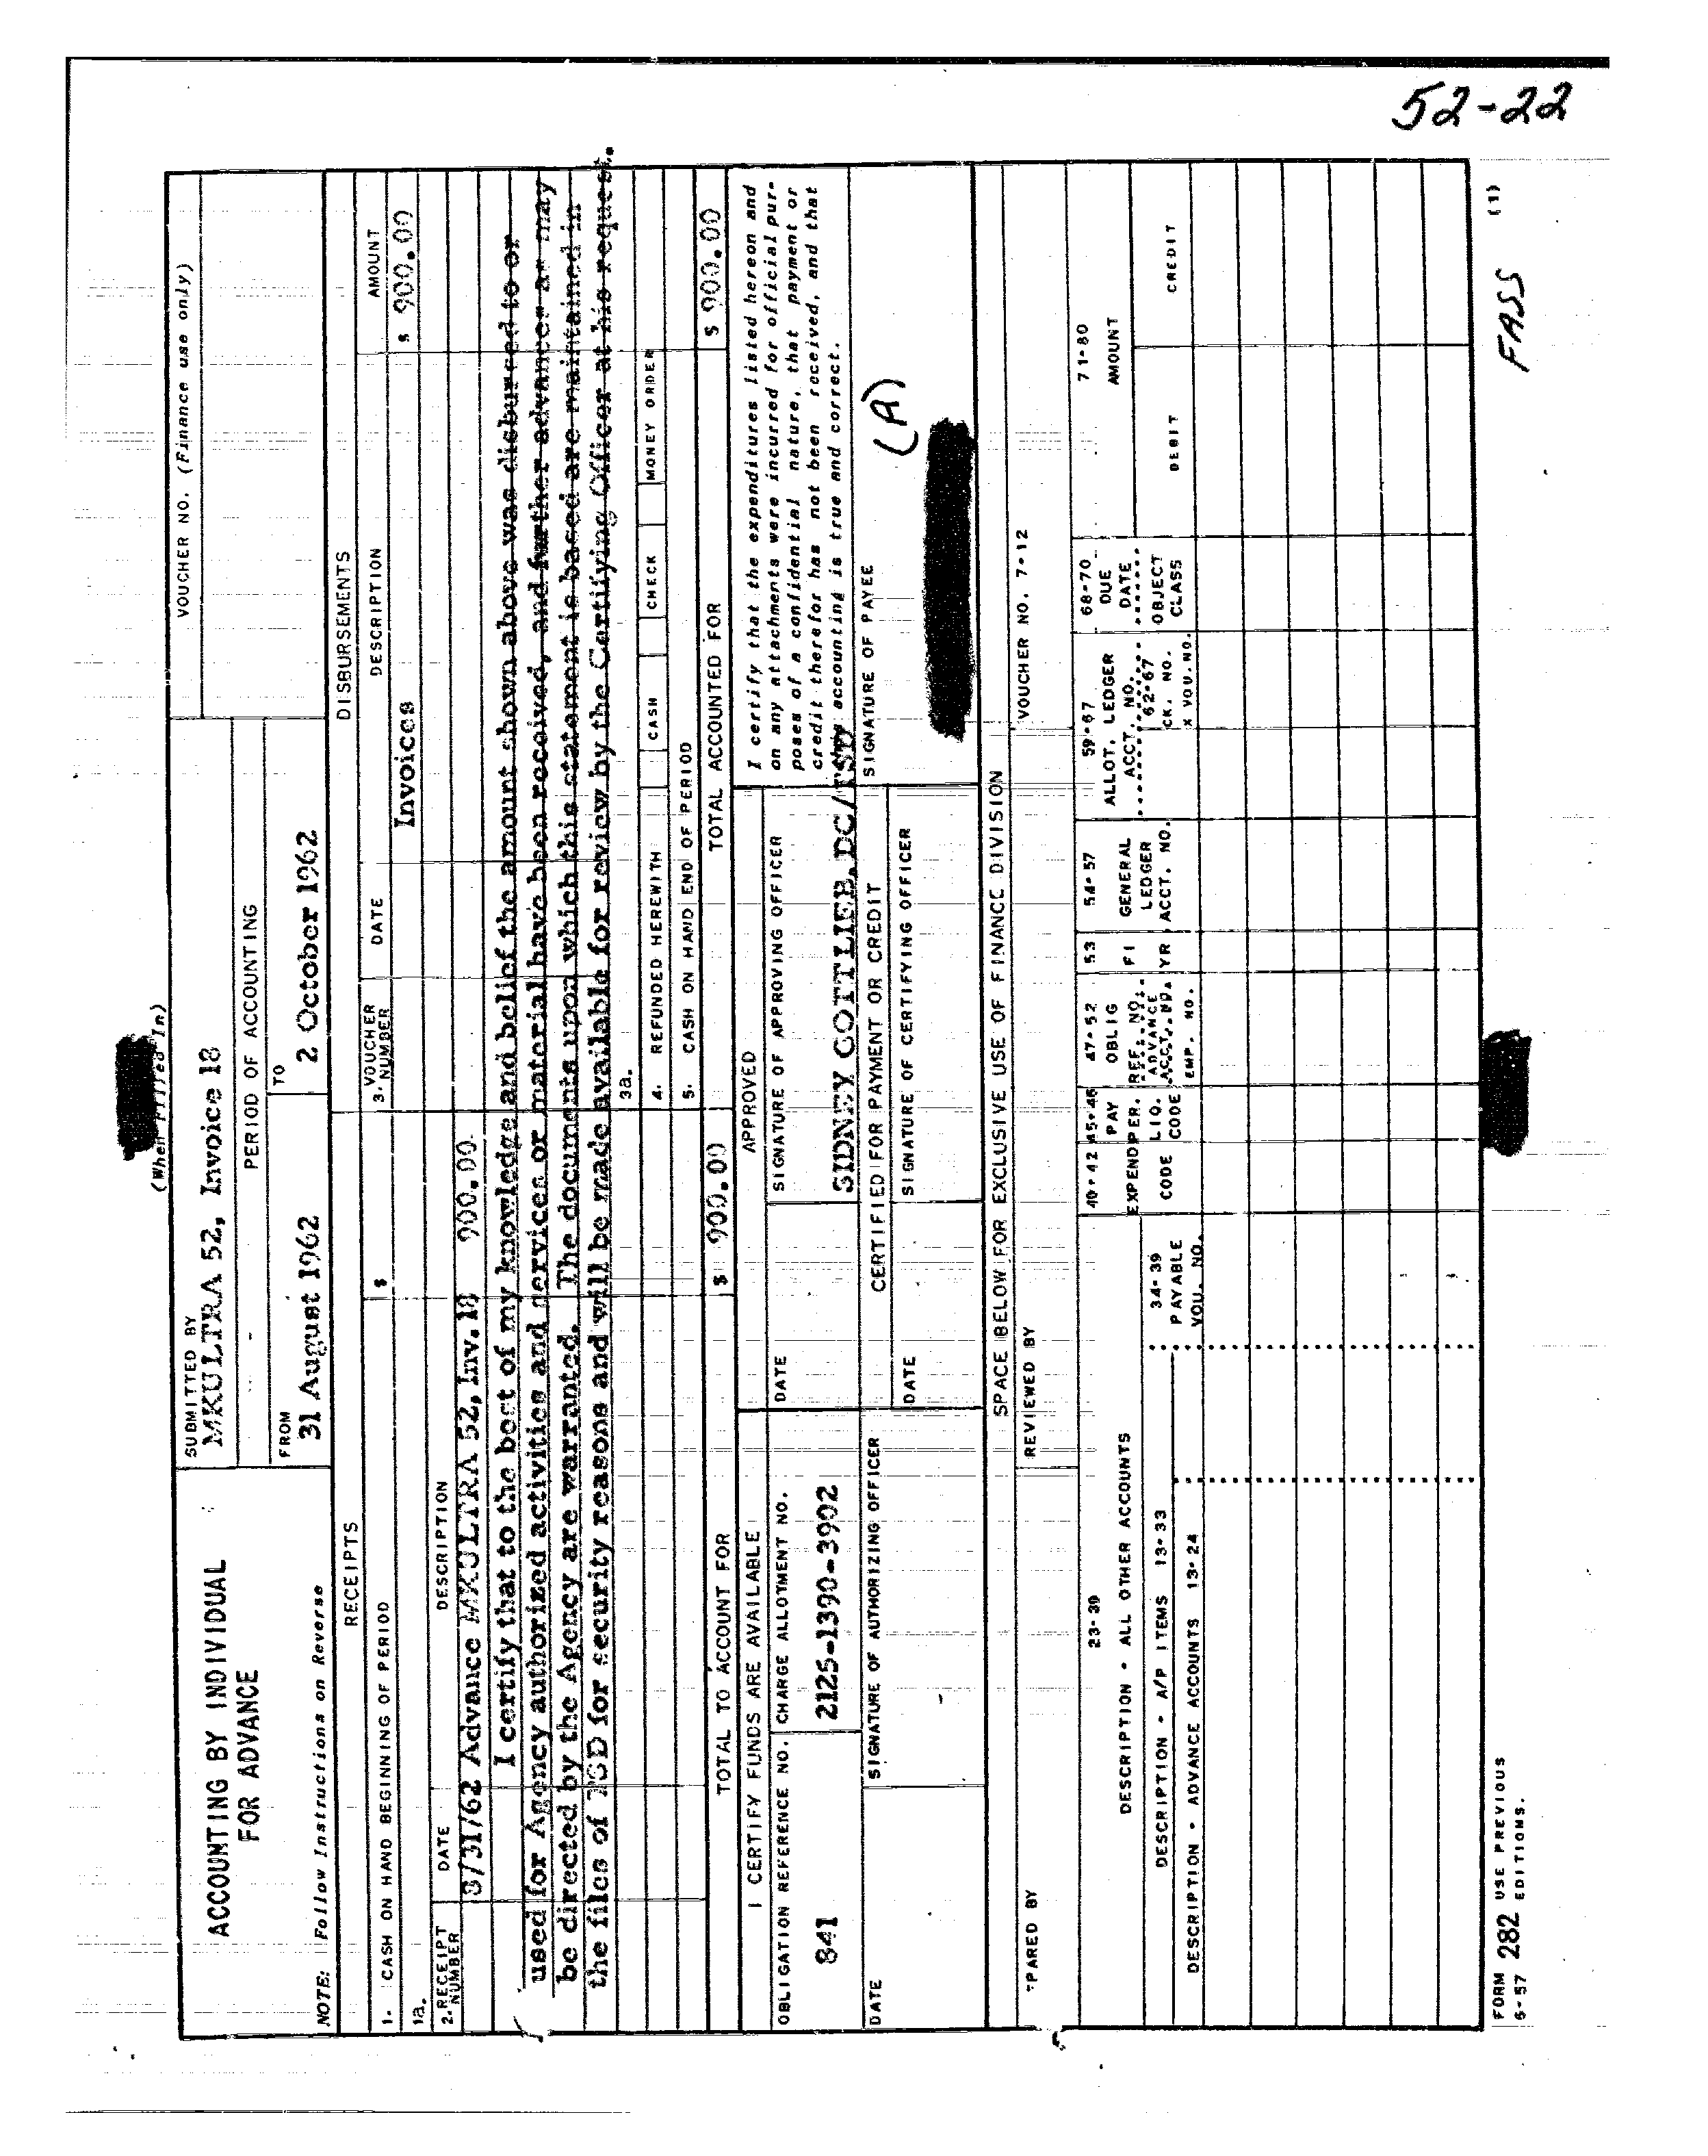 52-22
(When Filled In)
ACCOUNTING BY INDIVIDUAL
FOR ADVANCE
NOTE: Follow Instructions on Reverse
SUBMITTED BY
MKULTRA 52, Invoice 18
VOUCHER NO. (Finance use only)
PERIOD OF ACCOUNTING
FROM
31 August 1962
TO
2 October 1962
RECEIPTS
DISBURSEMENTS
1. CASH ON HAND BEGINNING OF PERIOD
$
3. VOUCHER NUMBER
DATE
DESCRIPTION
AMOUNT
1a.
Invoices
$ 900.00
2. RECEIPT NUMBER
DATE
DESCRIPTION
8/31/62 Advance MKULTRA 52, Inv. 18 900.00
I certify that to the best of my knowledge and belief the amount shown above was disbursed to or
used for Agency authorized activities and services or material have been received, and further advances as may
be directed by the Agency are warranted. The documents upon which this statement is based are maintained in
the files of TSD for security reasons and will be made available for review by the Certifying Officer at his request.
3a.
4. REFUNDED HEREWITH
CASH
CHECK
MONEY ORDER
5. CASH ON HAND END OF PERIOD
TOTAL TO ACCOUNT FOR
$ 900.00
TOTAL ACCOUNTED FOR
$ 900.00
I CERTIFY FUNDS ARE AVAILABLE
APPROVED
I certify that the expenditures listed hereon and
on any attachments were incurred for official pur-
poses of a confidential nature, that payment or
credit therefor has not been received, and that
accounting is true and correct.
OBLIGATION REFERENCE NO.
841
CHARGE ALLOTMENT NO.
2125-1390-3902
DATE
SIGNATURE OF APPROVING OFFICER
SIDNEY GOTTLIEB, DC/TSD
DATE
SIGNATURE OF AUTHORIZING OFFICER
CERTIFIED FOR PAYMENT OR CREDIT
DATE
SIGNATURE OF CERTIFYING OFFICER
SIGNATURE OF PAYEE
(A)
SPACE BELOW FOR EXCLUSIVE USE OF FINANCE DIVISION
PARED BY
REVIEWED BY
VOUCHER NO. 7-12
23-39
DESCRIPTION - ALL OTHER ACCOUNTS
DESCRIPTION - A/P ITEMS 13-33
DESCRIPTION - ADVANCE ACCOUNTS 13-24
34-39
PAYABLE
VOU. NO.
40-42
EXPEND
CODE
45-46
PAY
PER.
LIQ.
CODE
47-52
OBLIG
REF. NO.
ADVANCE
ACCT. NO.
EMP. NO.
53
FI
YR
54-57
GENERAL
LEDGER
ACCT. NO.
59-67
ALLOT. LEDGER
ACCT. NO.
62-67
CK. NO.
X VOU. NO.
68-70
DUE
DATE
OBJECT
CLASS
71-80
AMOUNT
DEBIT
CREDIT
FORM 282 USE PREVIOUS
5-57 EDITIONS.
FASS
(1)